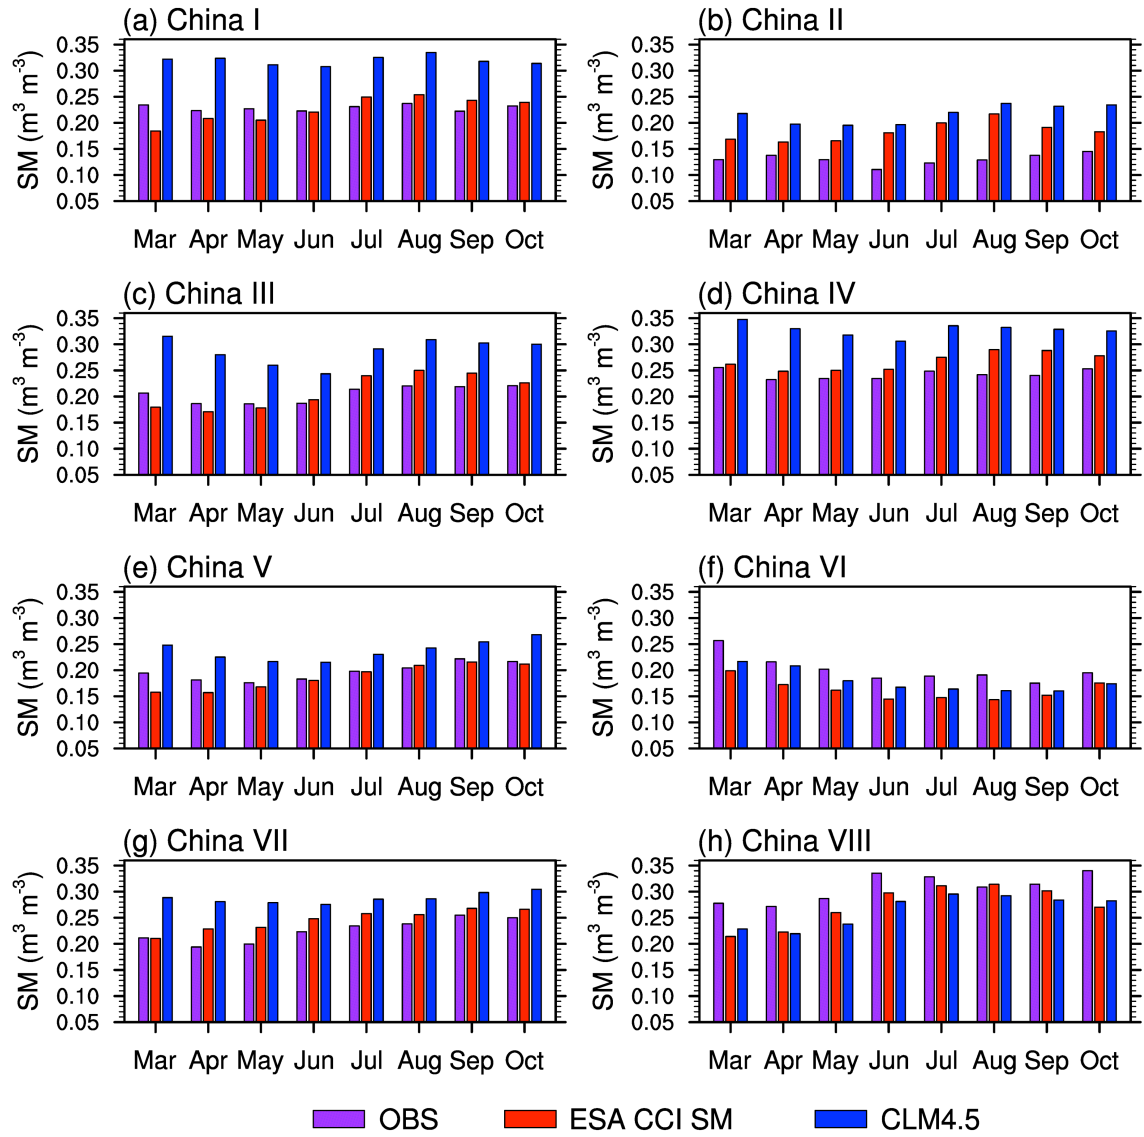 (a) China I
SM (m³ m⁻³)
0.35
0.30
0.25
0.20
0.15
0.10
0.05
Mar Apr May Jun Jul Aug Sep Oct
(b) China II
SM (m³ m⁻³)
0.35
0.30
0.25
0.20
0.15
0.10
0.05
Mar Apr May Jun Jul Aug Sep Oct
(c) China III
SM (m³ m⁻³)
0.35
0.30
0.25
0.20
0.15
0.10
0.05
Mar Apr May Jun Jul Aug Sep Oct
(d) China IV
SM (m³ m⁻³)
0.35
0.30
0.25
0.20
0.15
0.10
0.05
Mar Apr May Jun Jul Aug Sep Oct
(e) China V
SM (m³ m⁻³)
0.35
0.30
0.25
0.20
0.15
0.10
0.05
Mar Apr May Jun Jul Aug Sep Oct
(f) China VI
SM (m³ m⁻³)
0.35
0.30
0.25
0.20
0.15
0.10
0.05
Mar Apr May Jun Jul Aug Sep Oct
(g) China VII
SM (m³ m⁻³)
0.35
0.30
0.25
0.20
0.15
0.10
0.05
Mar Apr May Jun Jul Aug Sep Oct
(h) China VIII
SM (m³ m⁻³)
0.35
0.30
0.25
0.20
0.15
0.10
0.05
Mar Apr May Jun Jul Aug Sep Oct
OBS ESA CCI SM CLM4.5